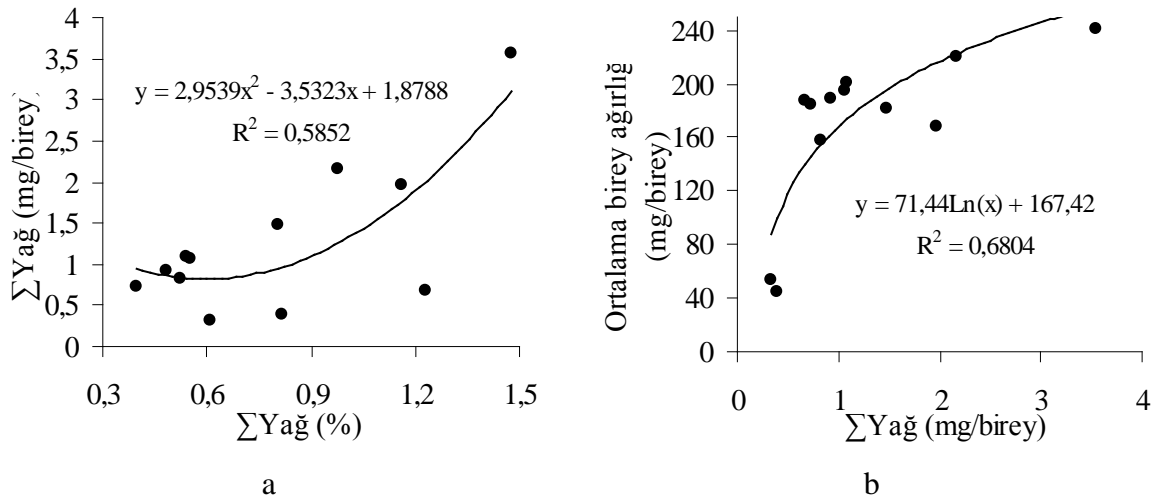 4
3,5
3
2,5
2
1,5
1
0,5
0
∑Yağ (mg/birey)
y = 2,9539x² - 3,5323x + 1,8788
R² = 0,5852
0,3 0,6 0,9 1,2 1,5
∑Yağ (%)
a
240
200
160
120
80
40
0
Ortalama birey ağırlığ
(mg/birey)
y = 71,44Ln(x) + 167,42
R² = 0,6804
0 1 2 3 4
∑Yağ (mg/birey)
b